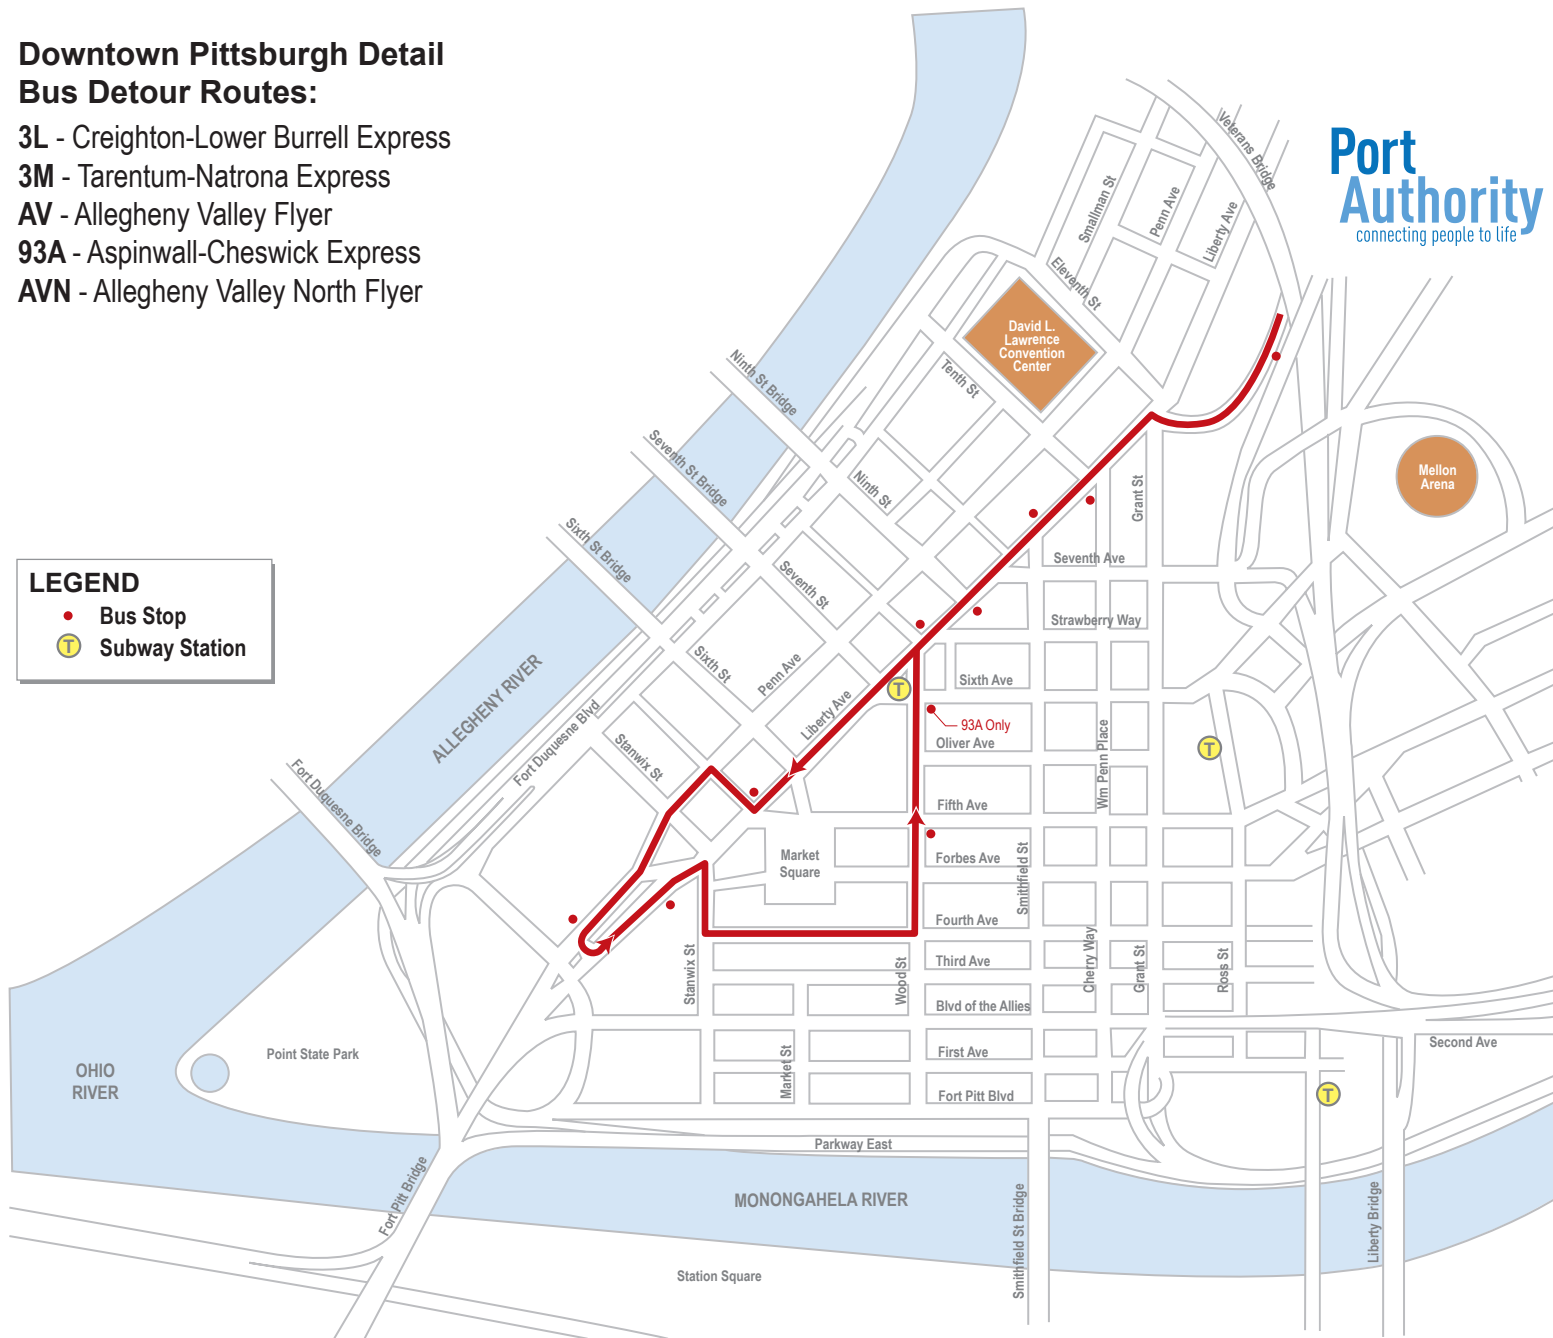 Downtown Pittsburgh Detail
Bus Detour Routes:
3L - Creighton-Lower Burrell Express
3M - Tarentum-Natrona Express
AV - Allegheny Valley Flyer
93A - Aspinwall-Cheswick Express
AVN - Allegheny Valley North Flyer
Port
Authority
connecting people to life
Veterans Bridge
Smallman St
Penn Ave
Liberty Ave
Eleventh St
David L.
Lawrence
Convention
Center
Tenth St
Ninth St Bridge
Seventh St Bridge
Sixth St Bridge
Ninth St
Mellon
Arena
Grant St
Seventh Ave
Seventh St
Strawberry Way
LEGEND
Bus Stop
T Subway Station
Sixth St
Penn Ave
Liberty Ave
T
Sixth Ave
93A Only
Oliver Ave
Wm Penn Place
T
ALLEGHENY RIVER
Fort Duquesne Blvd
Stanwix St
Fort Duquesne Bridge
Fifth Ave
Market
Square
Forbes Ave
Smithfield St
Fourth Ave
Stanwix St
Wood St
Third Ave
Cherry Way
Grant St
Ross St
Blvd of the Allies
Point State Park
Market St
First Ave
Second Ave
OHIO
RIVER
Fort Pitt Blvd
T
Parkway East
Fort Pitt Bridge
MONONGAHELA RIVER
Smithfield St Bridge
Liberty Bridge
Station Square